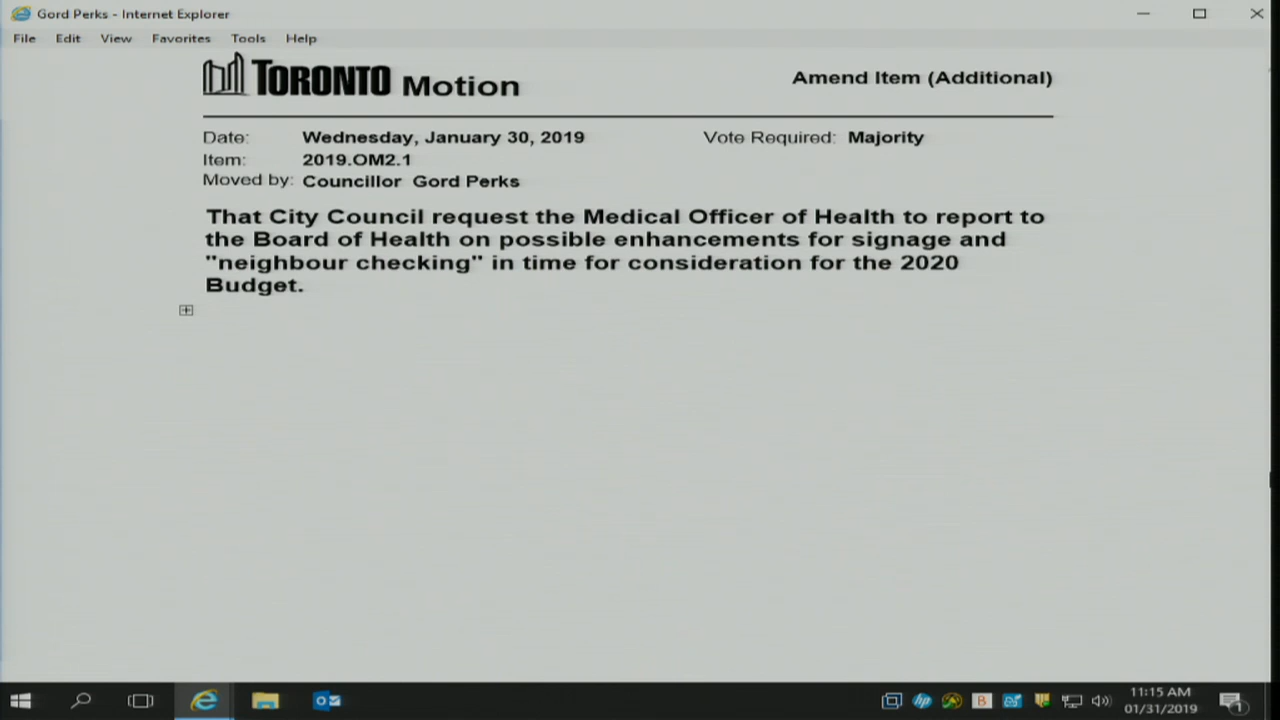 Gord Perks - Internet Explorer
File Edit View Favorites Tools Help
TORONTO Motion
Amend Item (Additional)
Date: Wednesday, January 30, 2019
Vote Required: Majority
Item: 2019.OM2.1
Moved by: Councillor Gord Perks
That City Council request the Medical Officer of Health to report to
the Board of Health on possible enhancements for signage and
"neighbour checking" in time for consideration for the 2020
Budget.
11:15 AM
01/31/2019
hp
B
1